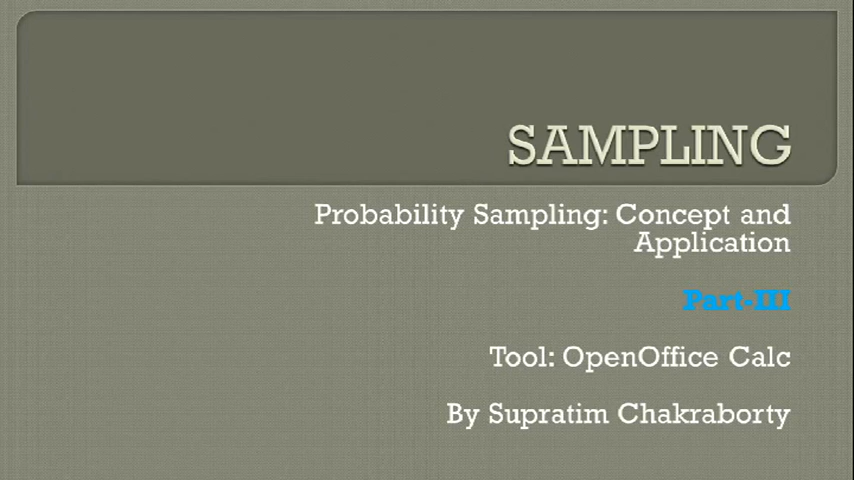 SAMPLING
Probability Sampling: Concept and
Application
Part-III
Tool: OpenOffice Calc
By Supratim Chakraborty